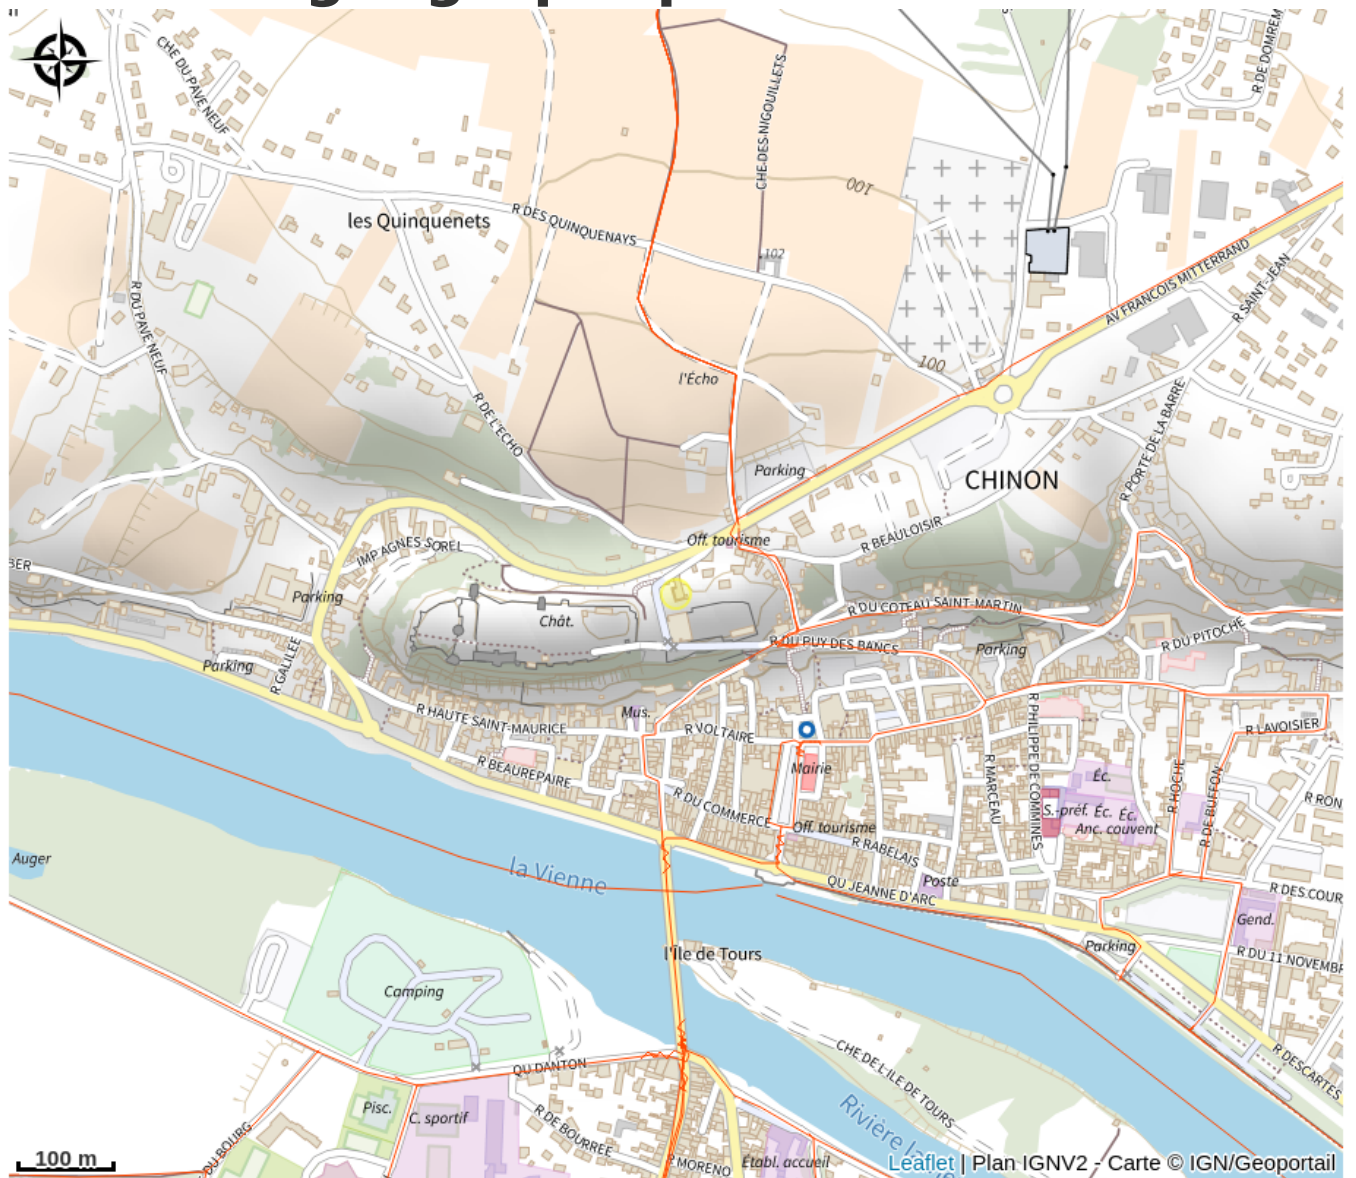 CHE DU PAVE NEUF
CHE DES NIGOUILLETS
R DE DOMREM
100
les Quinquenets
R DES QUINQUENAYS
102
AV FRANCOIS MITTERRAND
R SAINT-JEAN
R DU PAVE NEUF
l'Écho
100
R DE L'ECHO
Parking
CHINON
R PORTE DE LA BARRE
Off. tourisme
R BEAULOISIR
IMP AGNES SOREL
BER
Parking
Chât.
R DU COTEAU SAINT-MARTIN
R DU PUY DES BANCS
Parking
R DU PITOCHE
Parking
R GALILEE
R HAUTE SAINT-MAURICE
Mus.
R VOLTAIRE
R PHILIPPE DE COMMINES
R LAVOISIER
R BEAUREPAIRE
Mairie
R MARCEAU
Éc.
R HOCHE
R DE BUFFON
R RON
R DU COMMERCE
S.-préf.
Éc.
Éc.
Off. tourisme
Anc. couvent
R RABELAIS
Auger
la Vienne
Poste
QU JEANNE D'ARC
R DES COUR
Gend.
Parking
l'Île de Tours
R DU 11 NOVEMBR
Camping
CHE DE L'ILE DE TOURS
R DESCARTES
QU DANTON
Pisc.
C. sportif
R DE BOURREE
Rivière la Vie
DU BOURG
R MORENO
Établ. accueil
100 m
Leaflet | Plan IGNV2 - Carte © IGN/Geoportail